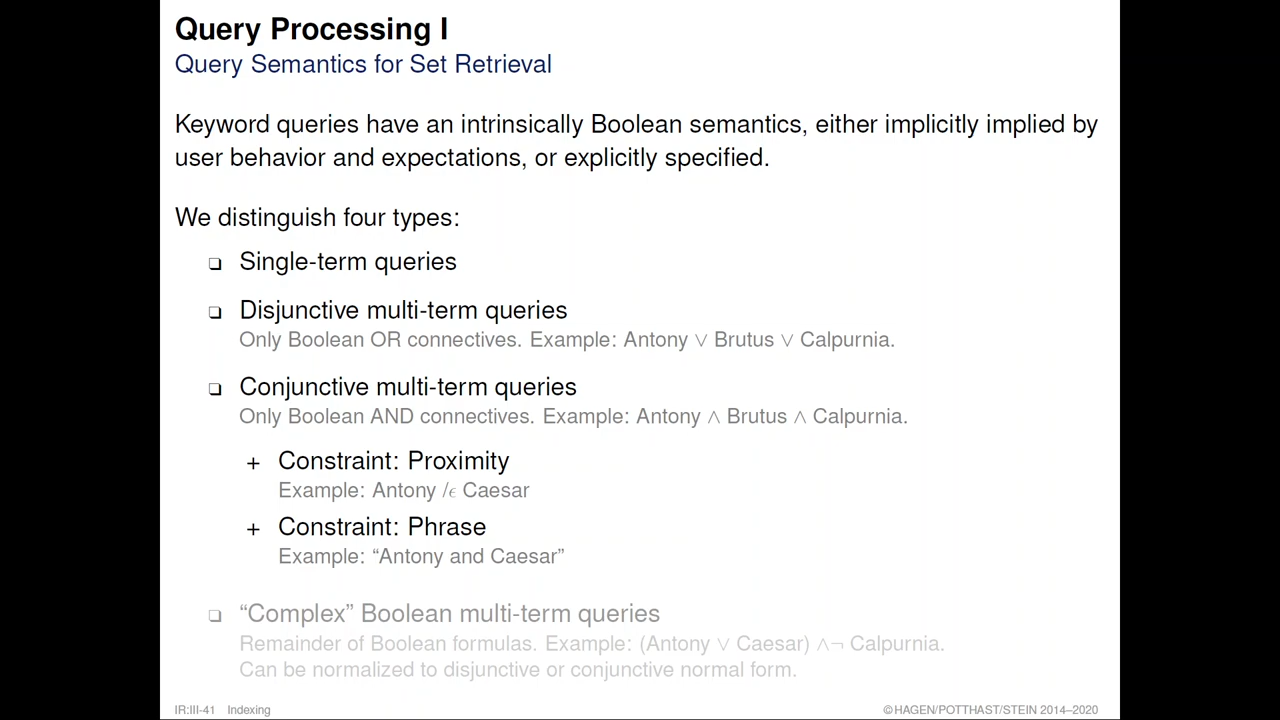 Query Processing I
Query Semantics for Set Retrieval
Keyword queries have an intrinsically Boolean semantics, either implicitly implied by
user behavior and expectations, or explicitly specified.
We distinguish four types:
❏ Single-term queries
❏ Disjunctive multi-term queries
Only Boolean OR connectives. Example: Antony ∨ Brutus ∨ Calpurnia.
❏ Conjunctive multi-term queries
Only Boolean AND connectives. Example: Antony ∧ Brutus ∧ Calpurnia.
+ Constraint: Proximity
Example: Antony /ϵ Caesar
+ Constraint: Phrase
Example: “Antony and Caesar”
❏ “Complex” Boolean multi-term queries
Remainder of Boolean formulas. Example: (Antony ∨ Caesar) ∧¬ Calpurnia.
Can be normalized to disjunctive or conjunctive normal form.
IR:III-41 Indexing ©HAGEN/POTTHAST/STEIN 2014–2020